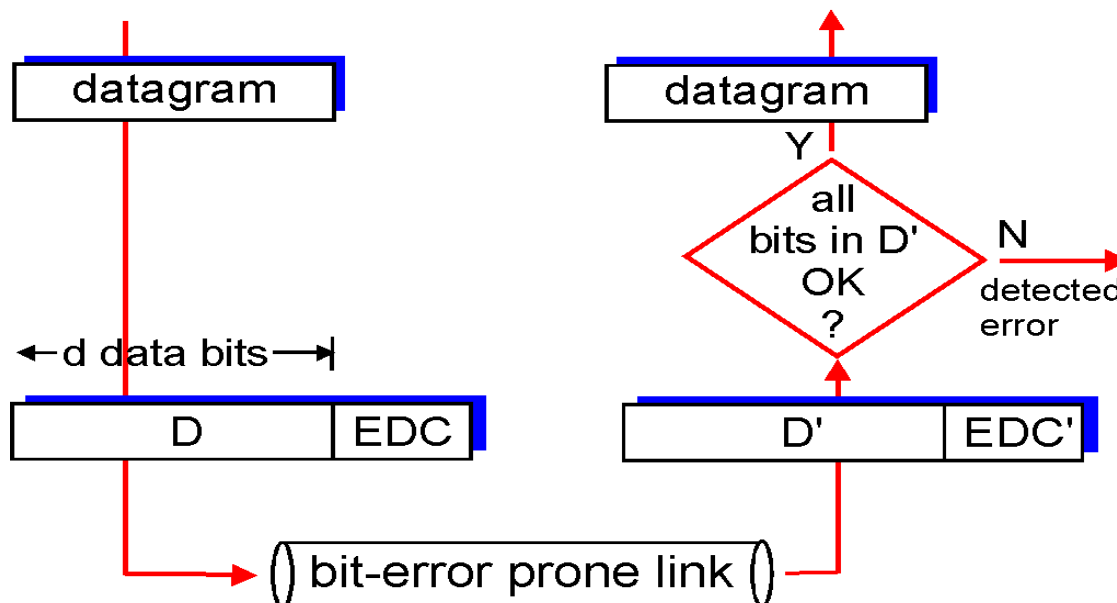 datagram
d data bits
D
EDC
bit-error prone link
D'
EDC'
all
bits in D'
OK
?
Y
N
detected
error
datagram